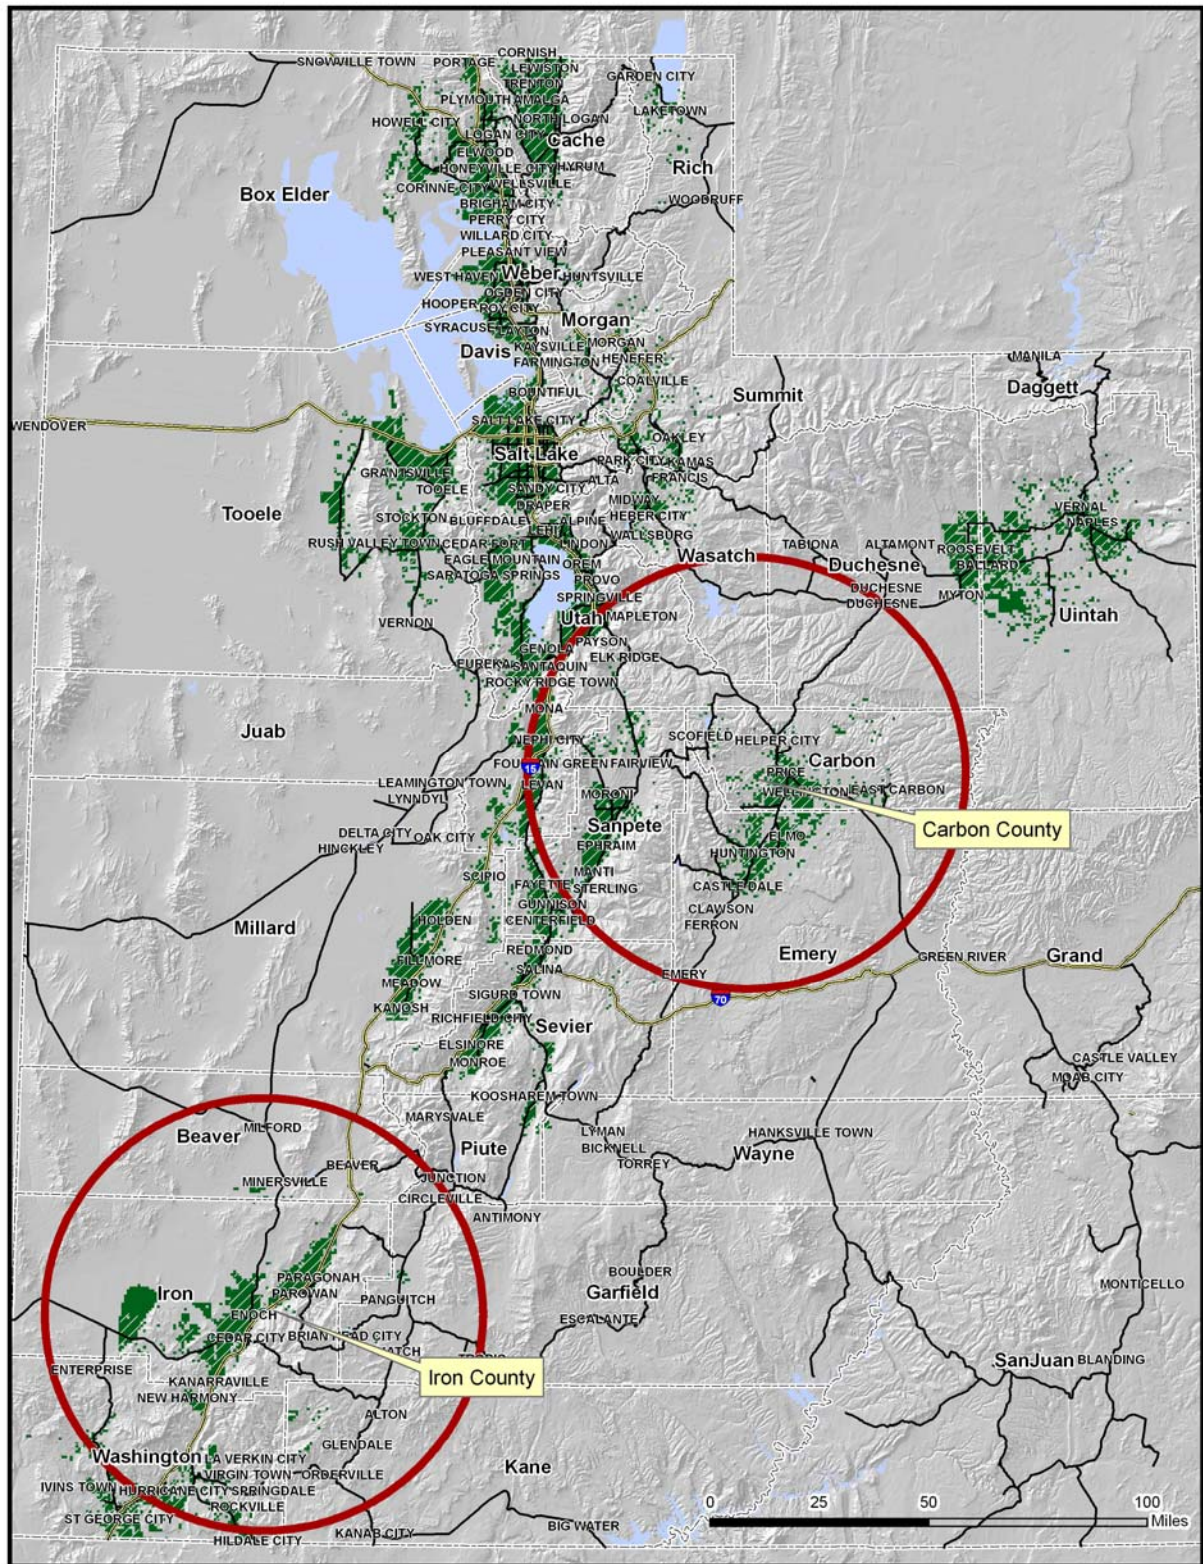 CORNISH
SNOWVILLE TOWN
PORTAGE
LEWISTON
GARDEN CITY
TRENTON
PLYMOUTH AMALGA
LAKETOWN
HOWELL CITY
NORTH LOGAN
LOGAN CITY
Cache
ELWOOD
HONEYVILLE CITY HYRUM
Rich
Box Elder
CORINNE CITY WELLSVILLE
WOODRUFF
BRIGHAM CITY
PERRY CITY
WILLARD CITY
PLEASANT VIEW
WEST HAVEN Weber HUNTSVILLE
OGDEN CITY
HOOPER ROY CITY
Morgan
SYRACUSE LAYTON
KAYSVILLE MORGAN
Davis
FARMINGTON HENEFER
MANILA
COALVILLE
Daggett
BOUNTIFUL
Summit
SALT LAKE CITY
WENDOVER
OAKLEY
Salt Lake
PARK CITY KAMAS
GRANTSVILLE
ALTA FRANCIS
TOOELE
SANDY CITY
MIDWAY
DRAPER
VERNAL
Tooele
STOCKTON BLUFFDALE ALPINE
HEBER CITY
NAPLES
LEHI
WALLSBURG
RUSH VALLEY TOWN CEDAR FORT LINDON
TABIONA ALTAMONT ROOSEVELT
EAGLE MOUNTAIN OREM
Wasatch
Duchesne BALLARD
SARATOGA SPRINGS PROVO
DUCHESNE
SPRINGVILLE
DUCHESNE
MYTON
Uintah
VERNON
Utah MAPLETON
PAYSON
GENOLA
ELK RIDGE
EUREKA SANTAQUIN
ROCKY RIDGE TOWN
MONA
Juab
NEPHI CITY
SCOFIELD HELPER CITY
FOUNTAIN GREEN FAIRVIEW
Carbon
15
PRICE
LEAMINGTON TOWN LEVAN
WELLINGTON EAST CARBON
LYNNDYL
MORONI
DELTA CITY OAK CITY
Sanpete
ELMO
Carbon County
HINCKLEY
EPHRAIM
HUNTINGTON
SCIPIO
MANTI
FAYETTE STERLING
CASTLE DALE
GUNNISON
CLAWSON
HOLDEN
CENTERFIELD
FERRON
Millard
REDMOND
Emery
GREEN RIVER
Grand
FILLMORE
SALINA
EMERY
MEADOW
SIGURD TOWN
70
KANOSH
RICHFIELD CITY
Sevier
ELSINORE
MONROE
CASTLE VALLEY
MOAB CITY
KOOSHAREM TOWN
MARYSVALE
Beaver MILFORD
LYMAN
HANKSVILLE TOWN
Piute
BICKNELL
Wayne
BEAVER
TORREY
MINERSVILLE
JUNCTION
CIRCLEVILLE
ANTIMONY
PARAGONAH
BOULDER
MONTICELLO
Iron
PAROWAN
PANGUITCH
Garfield
ENOCH
ESCALANTE
CEDAR CITY BRIAN HEAD CITY
HATCH
TROPIC
ENTERPRISE
SanJuan BLANDING
KANARRAVILLE
Iron County
NEW HARMONY
ALTON
GLENDALE
Washington LA VERKIN CITY
VIRGIN TOWN ORDERVILLE
Kane
IVINS TOWN HURRICANE CITY SPRINGDALE
ROCKVILLE
ST GEORGE CITY
HILDALE CITY
KANAB CITY
BIG WATER
0 25 50 100
Miles